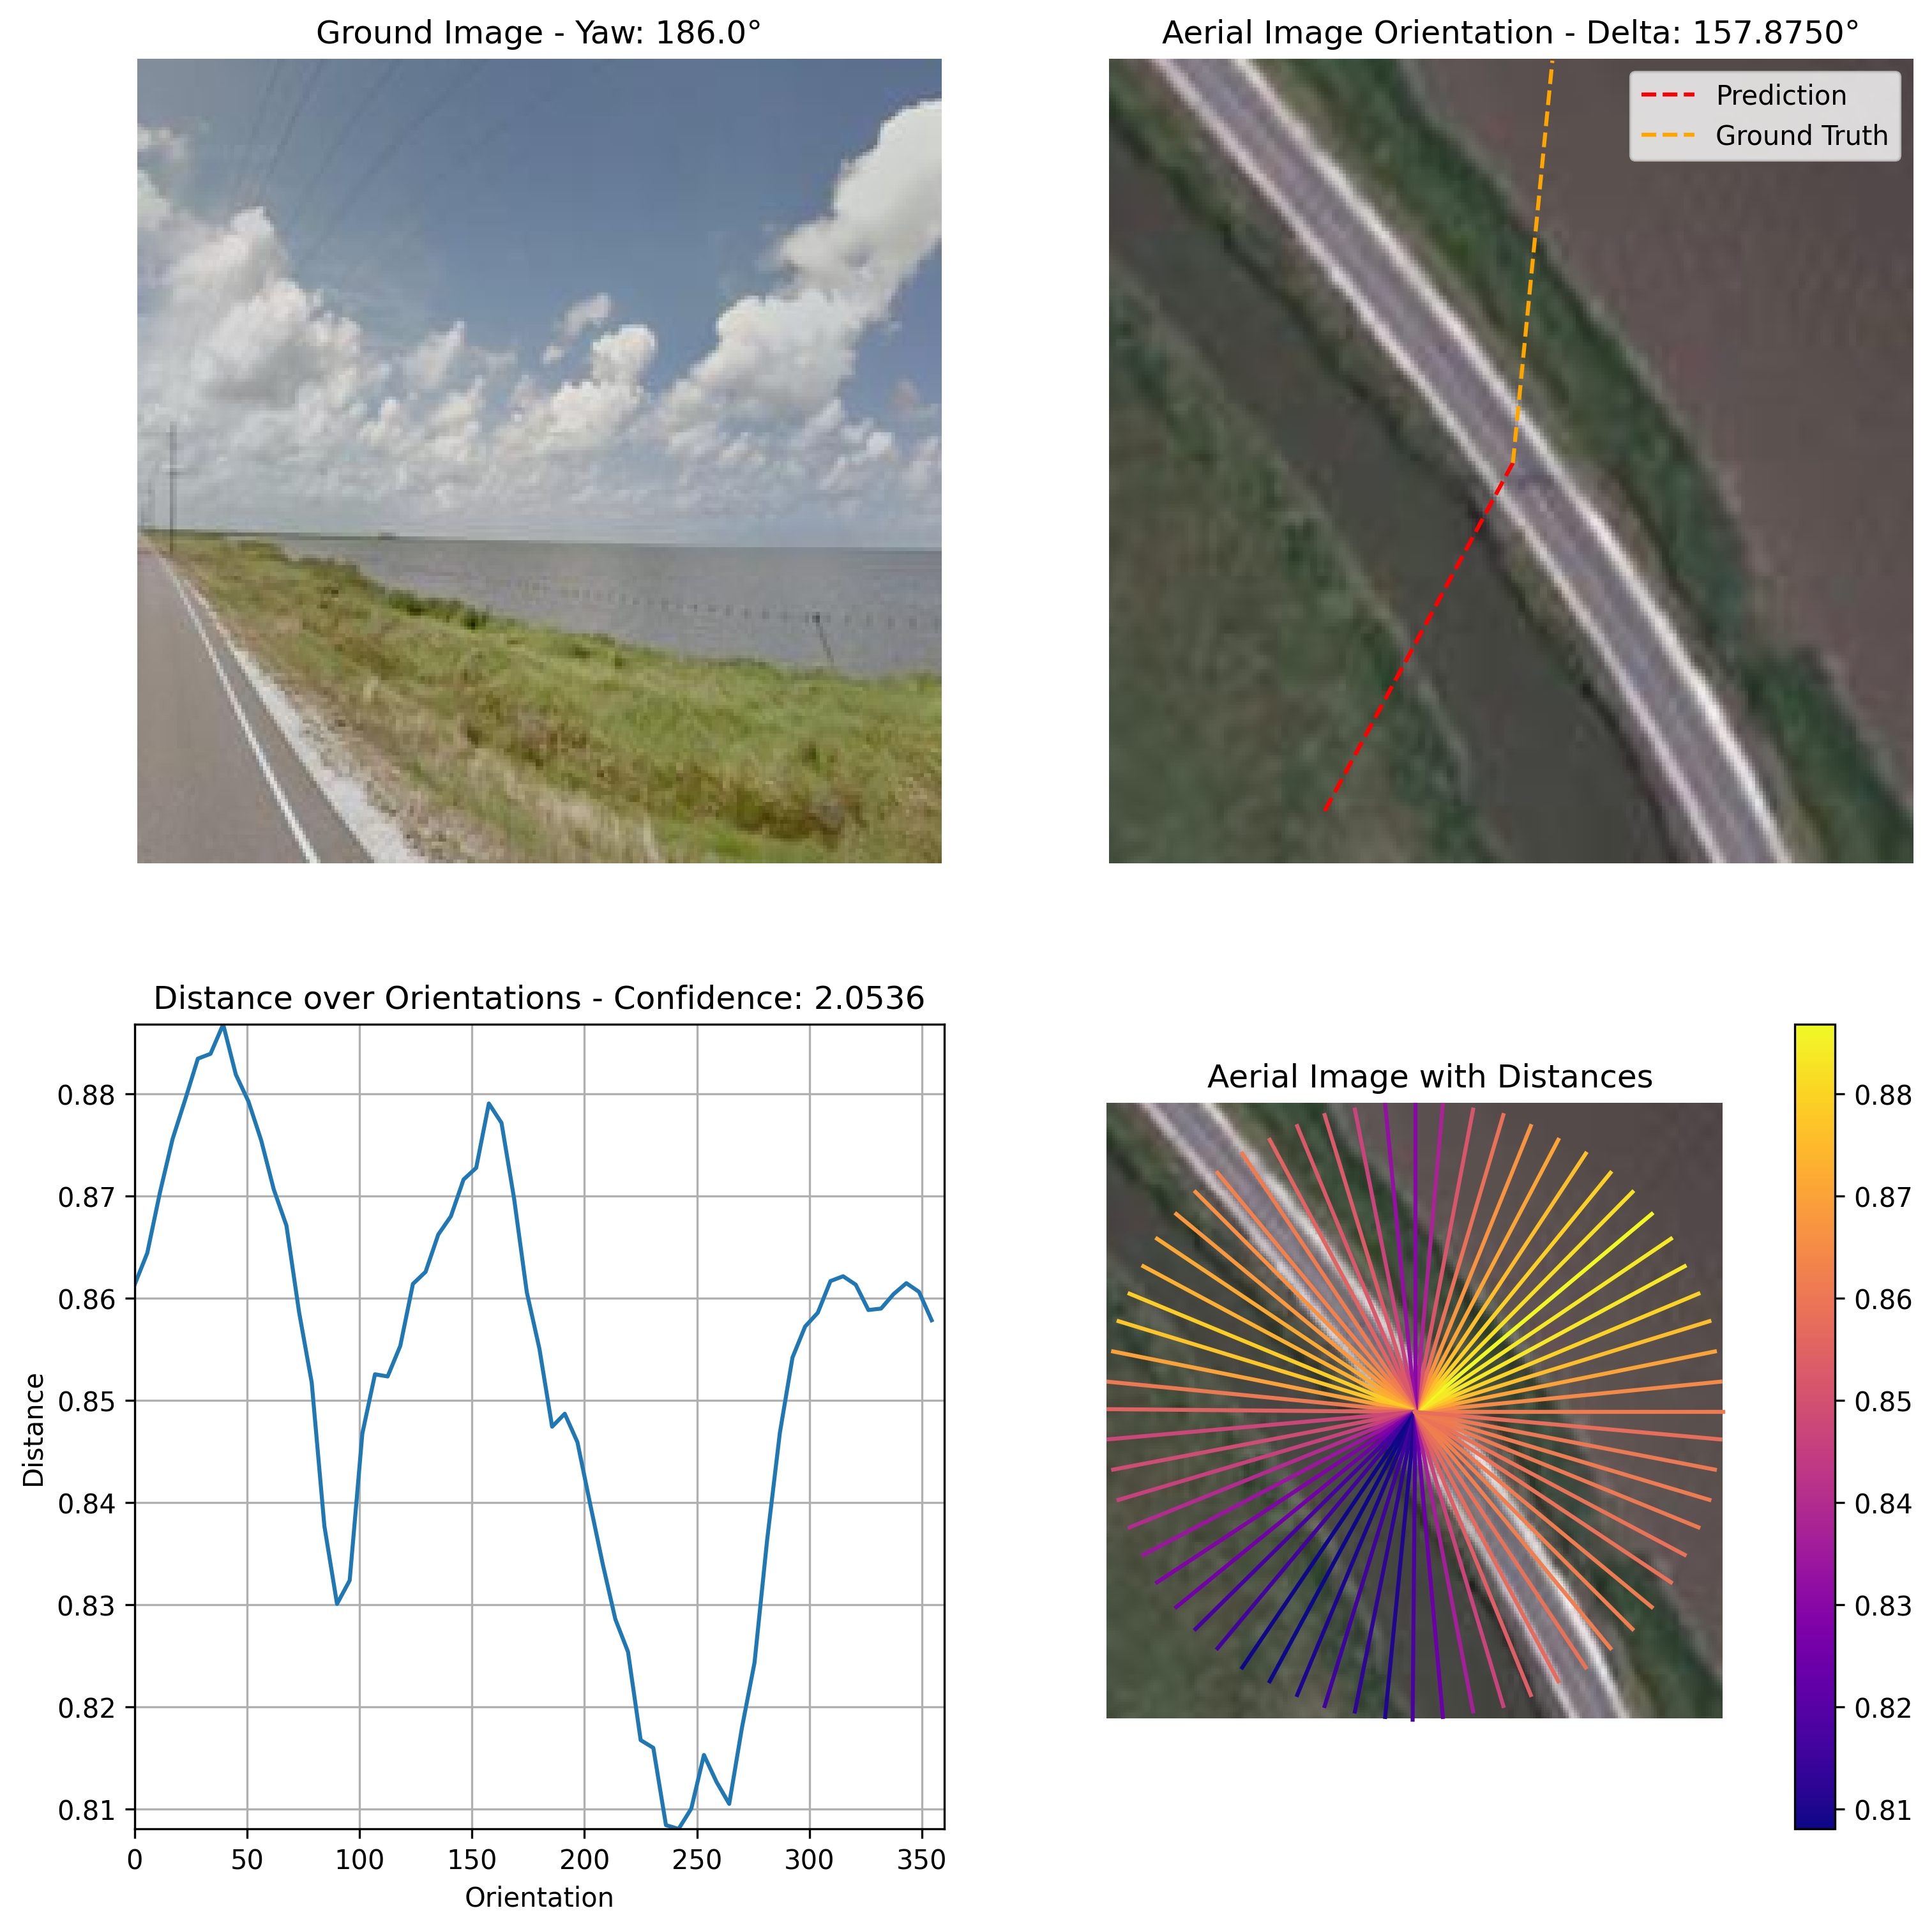 Ground Image - Yaw: 186.0°
Aerial Image Orientation - Delta: 157.8750°
Prediction
Ground Truth
Distance over Orientations - Confidence: 2.0536
0.88
0.87
0.86
0.85
0.84
0.83
0.82
0.81
Distance
0 50 100 150 200 250 300 350
Orientation
Aerial Image with Distances
0.88
0.87
0.86
0.85
0.84
0.83
0.82
0.81